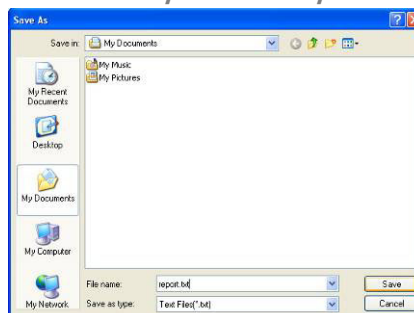 Save As
Save in: My Documents
My Music
My Pictures
My Recent
Documents
Desktop
My Documents
My Computer
My Network
File name: report.txt
Save
Save as type: Text Files(*.txt)
Cancel